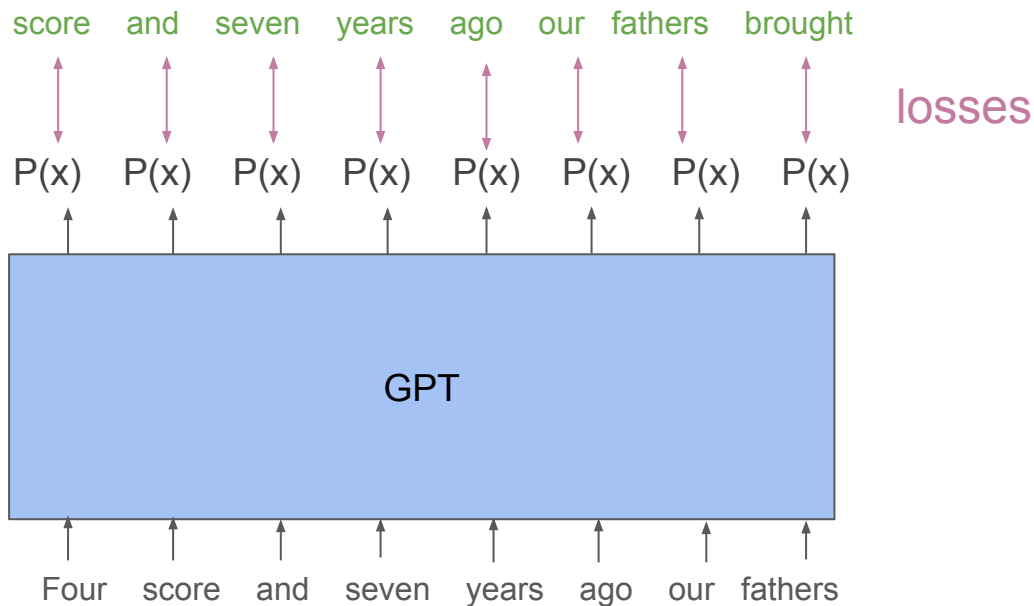 score and seven years ago our fathers brought
losses
P(x) P(x) P(x) P(x) P(x) P(x) P(x) P(x)
GPT
Four score and seven years ago our fathers